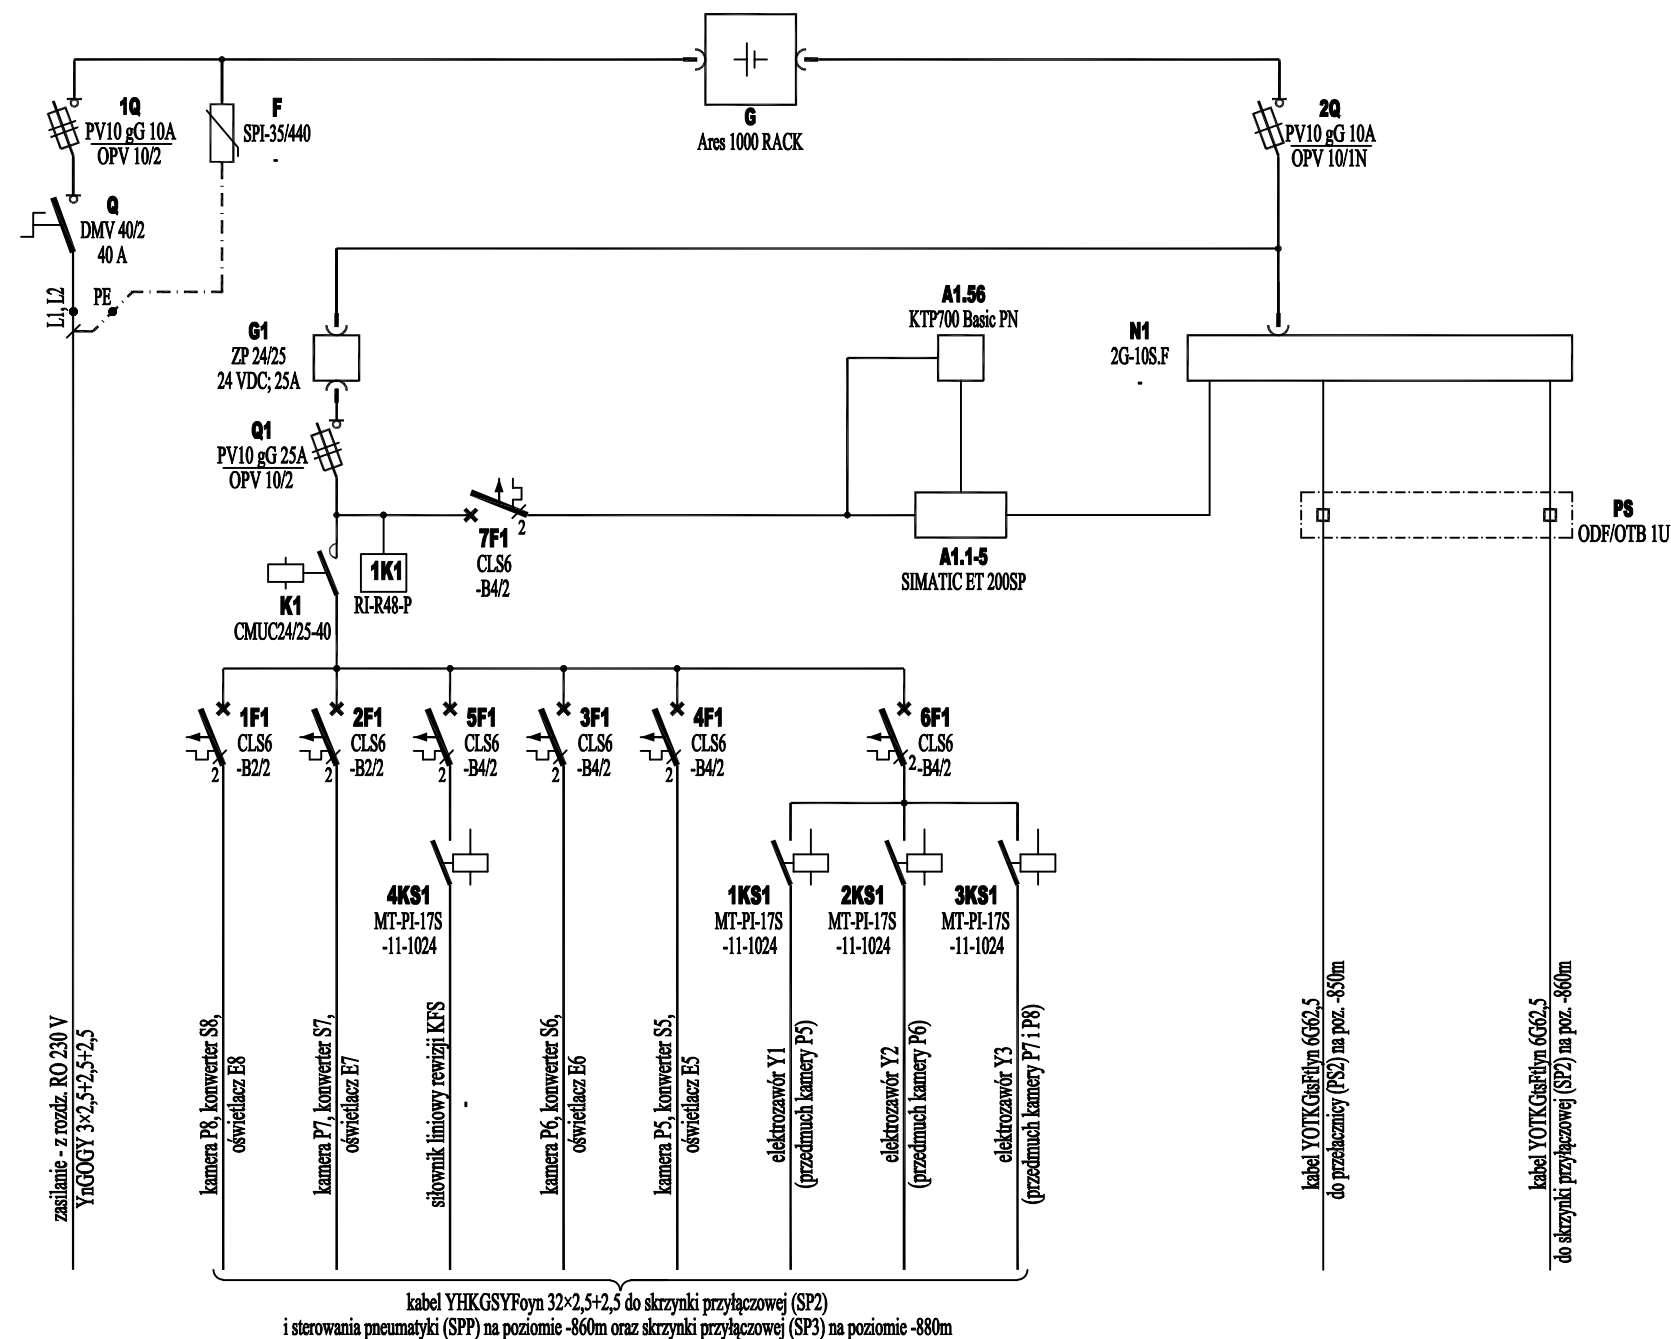 1Q
PV10 gG 10A
OPV 10/2
F
SPI-35/440
-
G
Ares 1000 RACK
2Q
PV10 gG 10A
OPV 10/1N
Q
DMV 40/2
40 A
L1, L2
PE
G1
ZP 24/25
24 VDC; 25A
A1.56
KTP700 Basic PN
N1
2G-10S.F
-
Q1
PV10 gG 25A
OPV 10/2
7F1
CLS6
-B4/2
2
A1.1-5
SIMATIC ET 200SP
PS
ODF/OTB 1U
K1
CMUC24/25-40
1K1
RI-R48-P
1F1
CLS6
-B2/2
2
2F1
CLS6
-B2/2
2
5F1
CLS6
-B4/2
2
3F1
CLS6
-B4/2
2
4F1
CLS6
-B4/2
2
6F1
CLS6
-B4/2
2
4KS1
MT-PI-17S
-11-1024
1KS1
MT-PI-17S
-11-1024
2KS1
MT-PI-17S
-11-1024
3KS1
MT-PI-17S
-11-1024
zasilanie - z rozdz. RO 230 V
YnGOGY 3×2,5+2,5+2,5
kamera P8, konwerter S8,
oświetlacz E8
kamera P7, konwerter S7,
oświetlacz E7
siłownik liniowy rewizji KFS
-
kamera P6, konwerter S6,
oświetlacz E6
kamera P5, konwerter S5,
oświetlacz E5
elektrozawór Y1
(przedmuch kamery P5)
elektrozawór Y2
(przedmuch kamery P6)
elektrozawór Y3
(przedmuch kamery P7 i P8)
kabel YOTKGtsFtlyn 6G62,5
do przełacznicy (PS2) na poz. -850m
kabel YOTKGtsFtlyn 6G62,5
do skrzynki przyłączowej (SP2) na poz. -860m
kabel YHKGSYFoyn 32×2,5+2,5 do skrzynki przyłączowej (SP2)
i sterowania pneumatyki (SPP) na poziomie -860m oraz skrzynki przyłączowej (SP3) na poziomie -880m